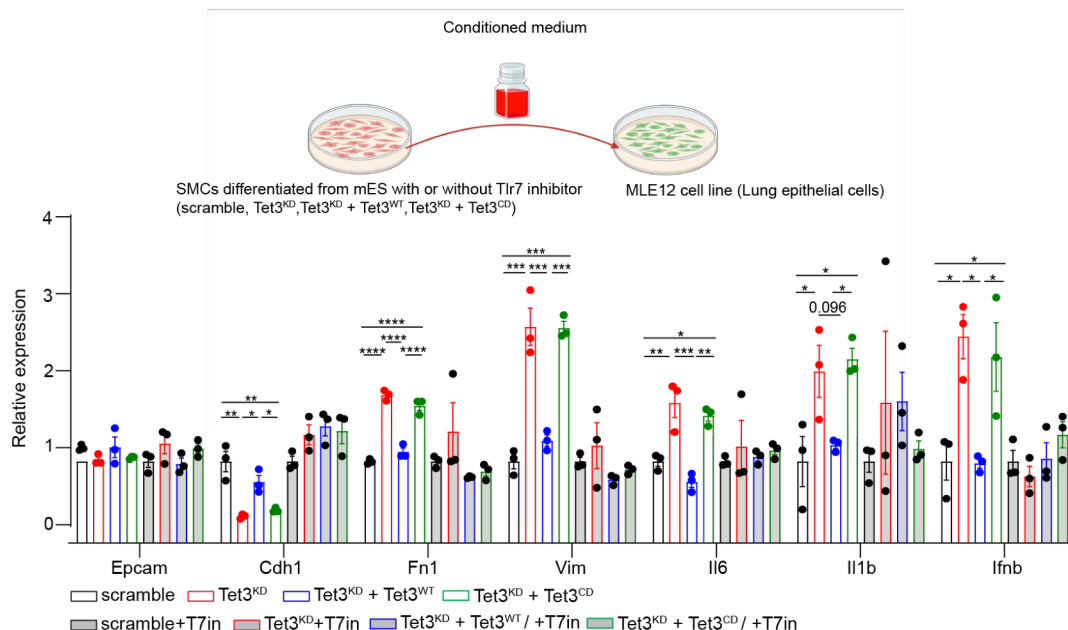 Conditioned medium
SMCs differentiated from mES with or without Tlr7 inhibitor
(scramble, Tet3ᴷᴰ,Tet3ᴷᴰ + Tet3ᵂᵀ,Tet3ᴷᴰ + Tet3ᶜᴰ)
MLE12 cell line (Lung epithelial cells)
Relative expression
4
3
2
1
0
** * *
**
**** **** ****
****
*** *** ***
***
** *** **
*
* 0.096 *
*
* * *
*
Epcam Cdh1 Fn1 Vim Il6 Il1b Ifnb
scramble Tet3ᴷᴰ Tet3ᴷᴰ + Tet3ᵂᵀ Tet3ᴷᴰ + Tet3ᶜᴰ
scramble+T7in Tet3ᴷᴰ+T7in Tet3ᴷᴰ + Tet3ᵂᵀ/ +T7in Tet3ᴷᴰ + Tet3ᶜᴰ/ +T7in